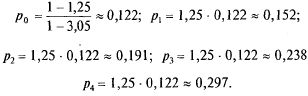 p₀ = (1 − 1,25)/(1 − 3,05) ≈ 0,122; p₁ = 1,25 · 0,122 ≈ 0,152;
p₂ = 1,25 · 0,122 ≈ 0,191; p₃ = 1,25 · 0,122 ≈ 0,238
p₄ = 1,25 · 0,122 ≈ 0,297.